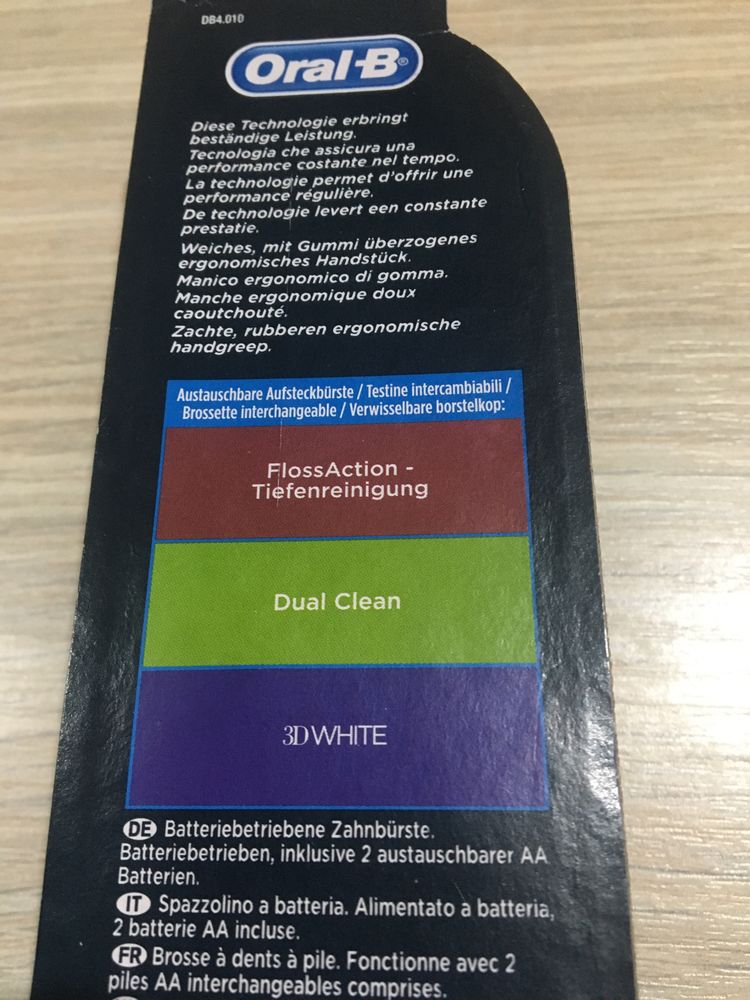 DB4.010
Oral-B®
Diese Technologie erbringt
beständige Leistung.
Tecnologia che assicura una
performance costante nel tempo.
La technologie permet d'offrir une
performance régulière.
De technologie levert een constante
prestatie.
Weiches, mit Gummi überzogenes
ergonomisches Handstück.
Manico ergonomico di gomma.
Manche ergonomique doux
caoutchouté.
Zachte, rubberen ergonomische
handgreep.
Austauschbare Aufsteckbürste / Testine intercambiabili /
Brossette interchangeable / Verwisselbare borstelkop:
FlossAction -
Tiefenreinigung
Dual Clean
3D WHITE
DE Batteriebetriebene Zahnbürste.
Batteriebetrieben, inklusive 2 austauschbarer AA
Batterien.
IT Spazzolino a batteria. Alimentato a batteria,
2 batterie AA incluse.
FR Brosse à dents à pile. Fonctionne avec 2
piles AA interchangeables comprises.